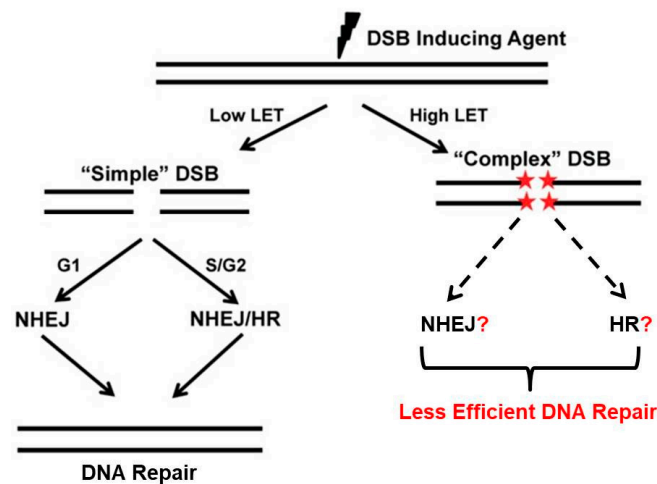 DSB Inducing Agent
Low LET
High LET
“Simple” DSB
“Complex” DSB
G1
S/G2
NHEJ
NHEJ/HR
NHEJ?
HR?
Less Efficient DNA Repair
DNA Repair